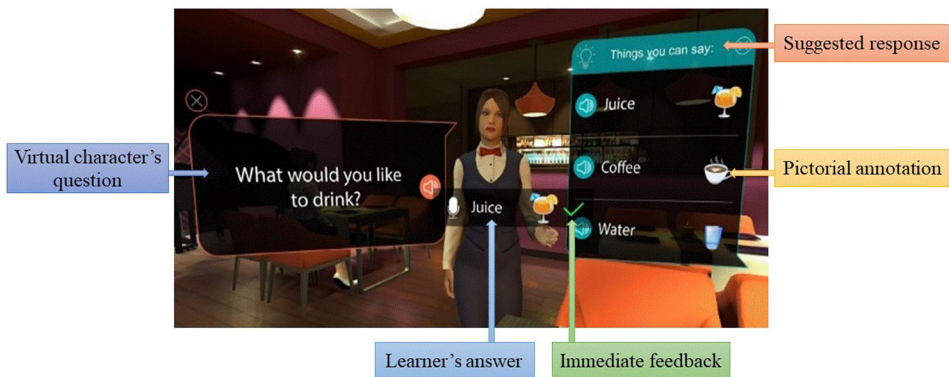 Things you can say:
Suggested response
Juice
Virtual character's
question
What would you like
to drink?
Coffee
Pictorial annotation
Juice
Water
Learner's answer
Immediate feedback